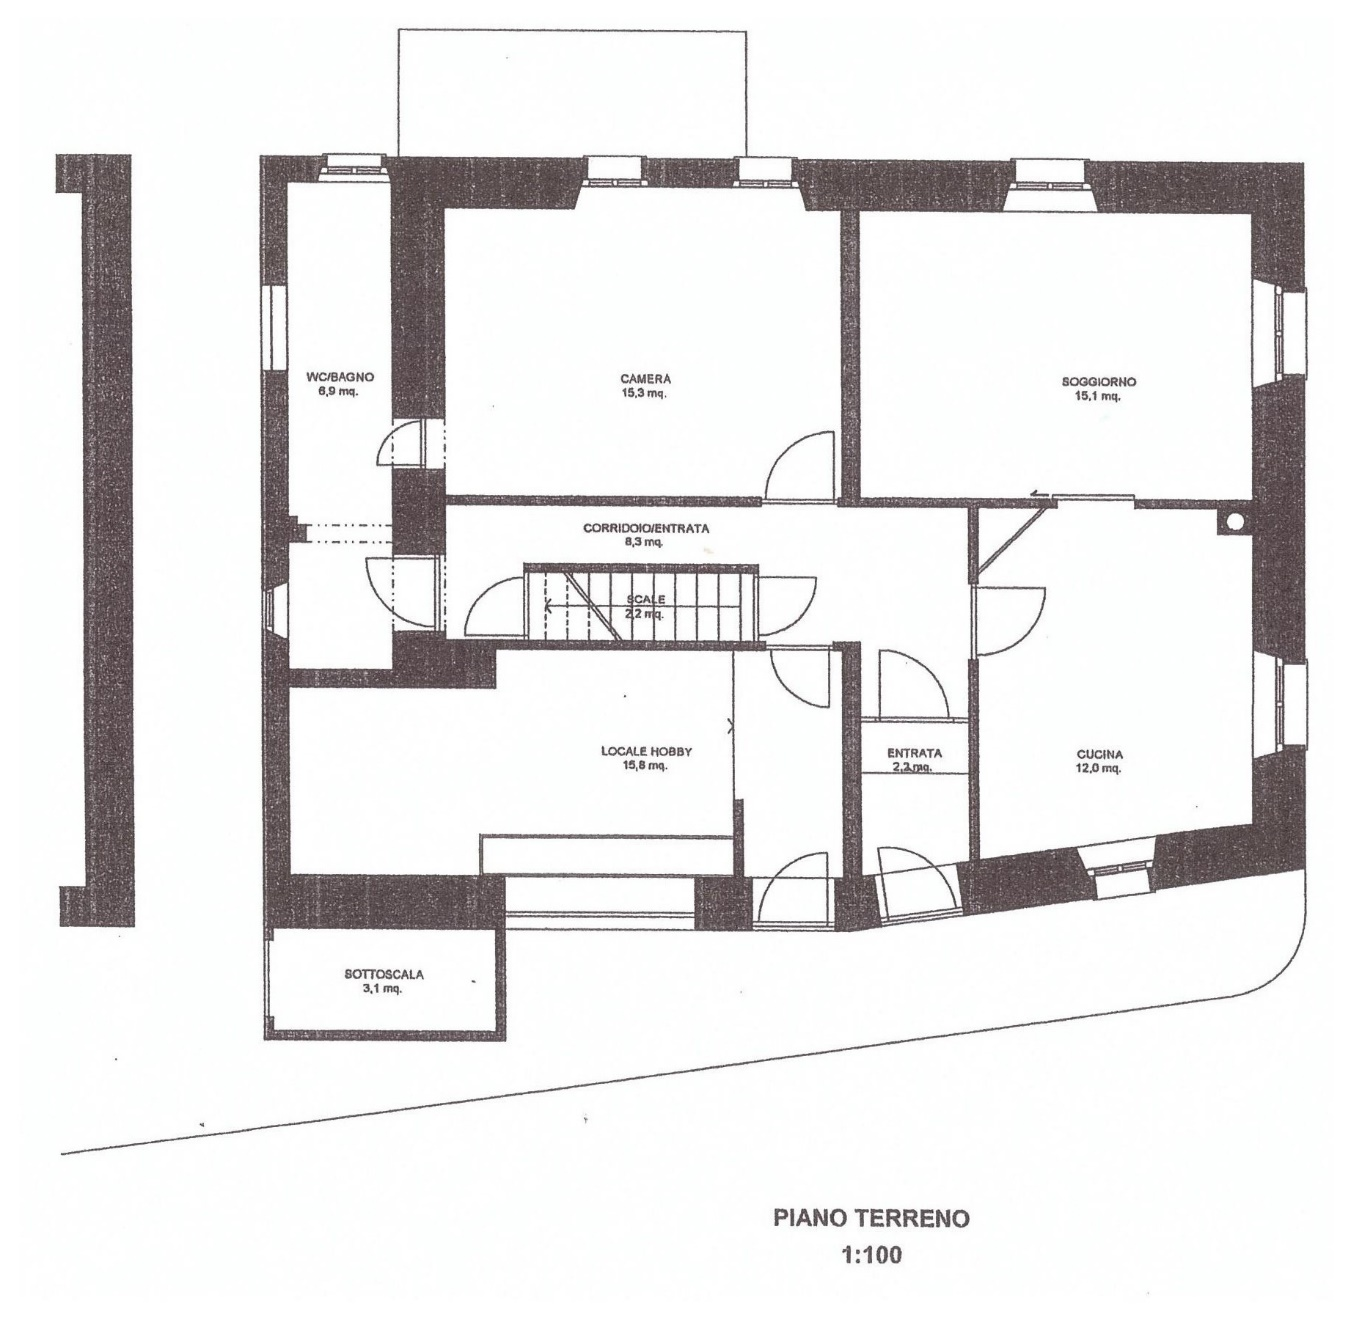 WC/BAGNO
6,9 mq.
CAMERA
15,3 mq.
SOGGIORNO
15,1 mq.
CORRIDOIO/ENTRATA
8,3 mq.
SCALE
2,2 mq.
LOCALE HOBBY
15,8 mq.
ENTRATA
mq.
CUCINA
12,0 mq.
SOTTOSCALA
3,1 mq.
PIANO TERRENO
1:100